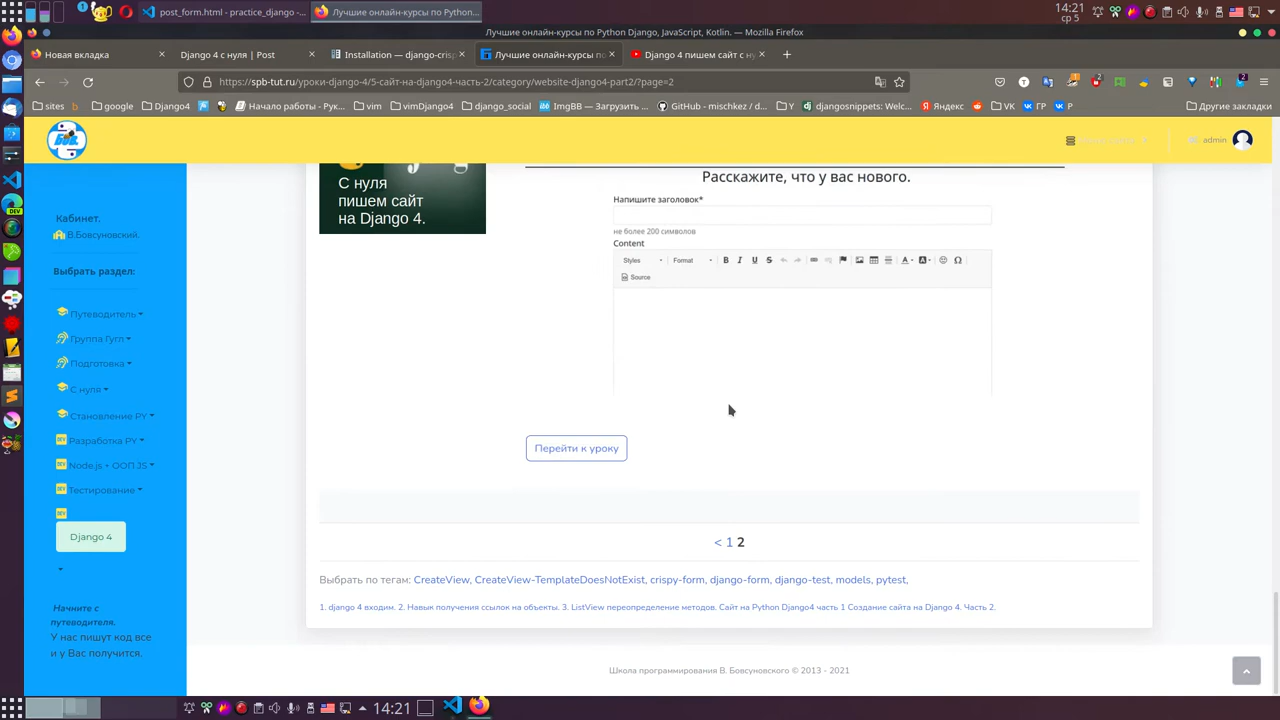 14:21
ср 5
post_form.html - practice_django -...
Лучшие онлайн-курсы по Python...
Лучшие онлайн-курсы по Python Django, JavaScript, Kotlin. — Mozilla Firefox
Новая вкладка
Django 4 с нуля | Post
Installation — django-crisp
Лучшие онлайн-курсы по
Django 4 пишем сайт с ну
https://spb-tut.ru/уроки-django-4/5-сайт-на-django4-часть-2/category/website-django4-part2/?page=2
sites
b
google
Django4
Начало работы - Рук...
vim
vimDjango4
django_social
ImgBB — Загрузить ...
GitHub - mischkez / d...
Y
djangosnippets: Welc...
Яндекс
VK
ГР
Р
Другие закладки
admin
Кабинет.
В.Бовсуновский.
Выбрать раздел:
Путеводитель
Группа Гугл
Подготовка
С нуля
Становление PY
Разработка PY
Node.js + ООП JS
Тестирование
Django 4
Начните с
путеводителя.
У нас пишут код все
и у Вас получится.
С нуля
пишем сайт
на Django 4.
Расскажите, что у вас нового.
Напишите заголовок*
не более 200 символов
Content
Styles
Format
B I U S
Source
Перейти к уроку
< 1 2
Выбрать по тегам: CreateView, CreateView-TemplateDoesNotExist, crispy-form, django-form, django-test, models, pytest,
1. django 4 входим. 2. Навык получения ссылок на объекты. 3. ListView переопределение методов. Сайт на Python Django4 часть 1 Создание сайта на Django 4. Часть 2.
Школа программирования В. Бовсуновского © 2013 - 2021
14:21